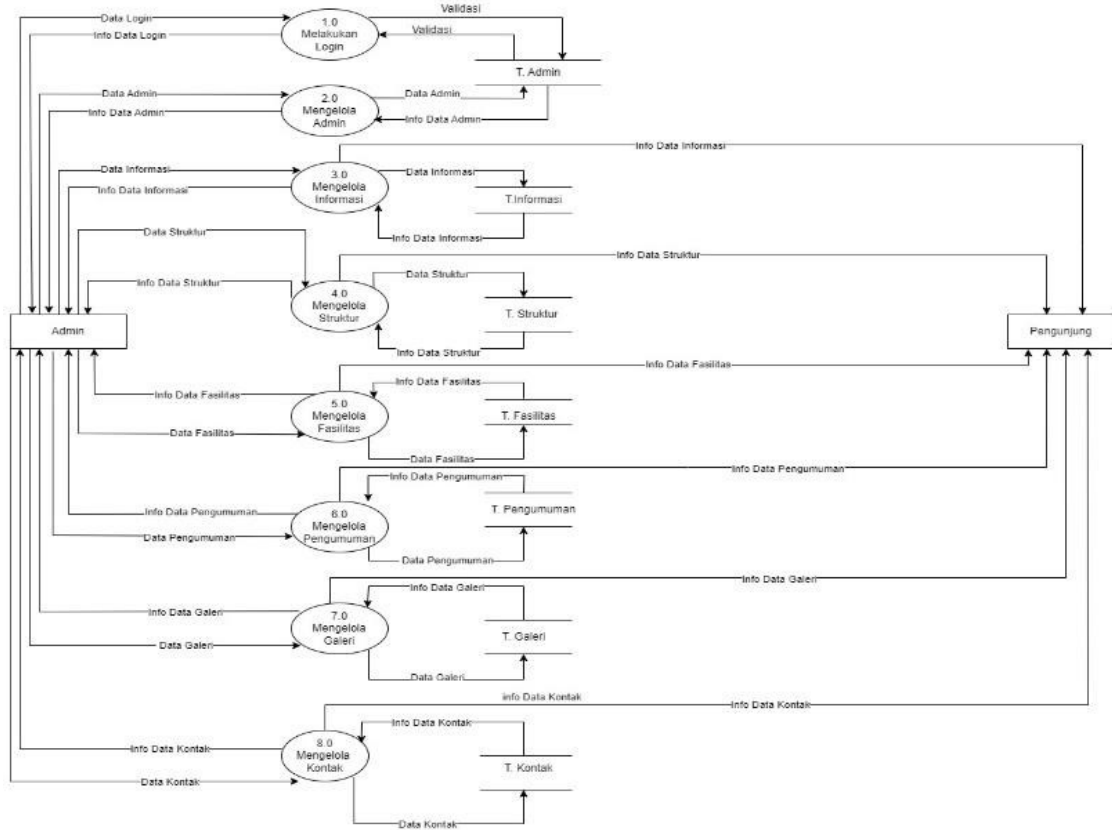 Data Login
1.0
Melakukan
Login
Validasi
Info Data Login
Validasi
T. Admin
Data Admin
2.0
Mengelola
Admin
Data Admin
Info Data Admin
Info Data Admin
Info Data Informasi
Data Informasi
3.0
Mengelola
Informasi
Data Informasi
Info Data Informasi
T.Informasi
Info Data Informasi
Data Struktur
Info Data Struktur
Info Data Struktur
4.0
Mengelola
Struktur
Data Struktur
T. Struktur
Info Data Struktur
Admin
Pengunjung
Info Data Fasilitas
Info Data Fasilitas
5.0
Mengelola
Fasilitas
Info Data Fasilitas
T. Fasilitas
Data Fasilitas
Data Fasilitas
Info Data Pengumuman
Info Data Pengumuman
T. Pengumuman
Info Data Pengumuman
6.0
Mengelola
Pengumuman
Data Pengumuman
Data Pengumuman
Info Data Galeri
Info Data Galeri
Info Data Galeri
7.0
Mengelola
Galeri
T. Galeri
Data Galeri
Data Galeri
info Data Kontak
Info Data Kontak
Info Data Kontak
Info Data Kontak
8.0
Mengelola
Kontak
T. Kontak
Data Kontak
Data Kontak